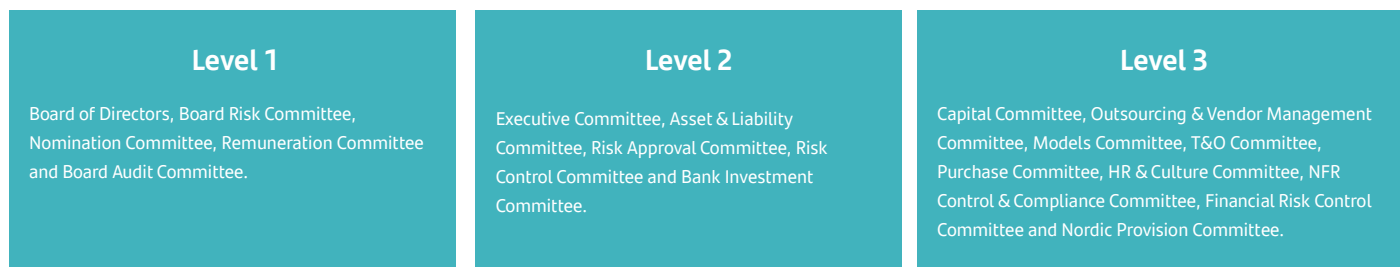 Level 1
Board of Directors, Board Risk Committee,
Nomination Committee, Remuneration Committee
and Board Audit Committee.
Level 2
Executive Committee, Asset & Liability
Committee, Risk Approval Committee, Risk
Control Committee and Bank Investment
Committee.
Level 3
Capital Committee, Outsourcing & Vendor Management
Committee, Models Committee, T&O Committee,
Purchase Committee, HR & Culture Committee, NFR
Control & Compliance Committee, Financial Risk Control
Committee and Nordic Provision Committee.